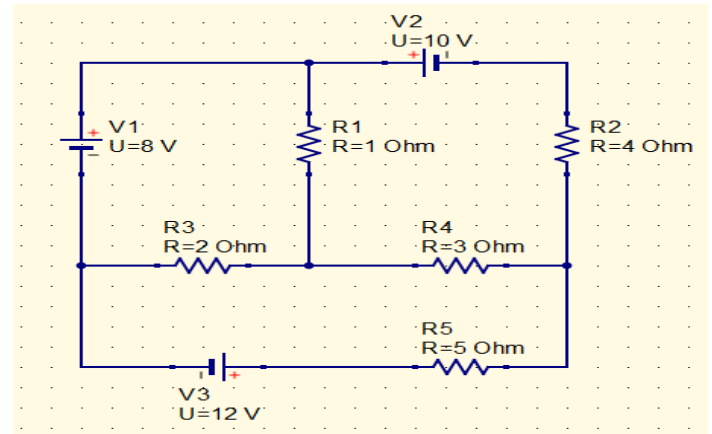 V2
U=10 V
+
V1
+
U=8 V
−
R1
R=1 Ohm
R2
R=4 Ohm
R3
R=2 Ohm
R4
R=3 Ohm
R5
R=5 Ohm
+
V3
U=12 V